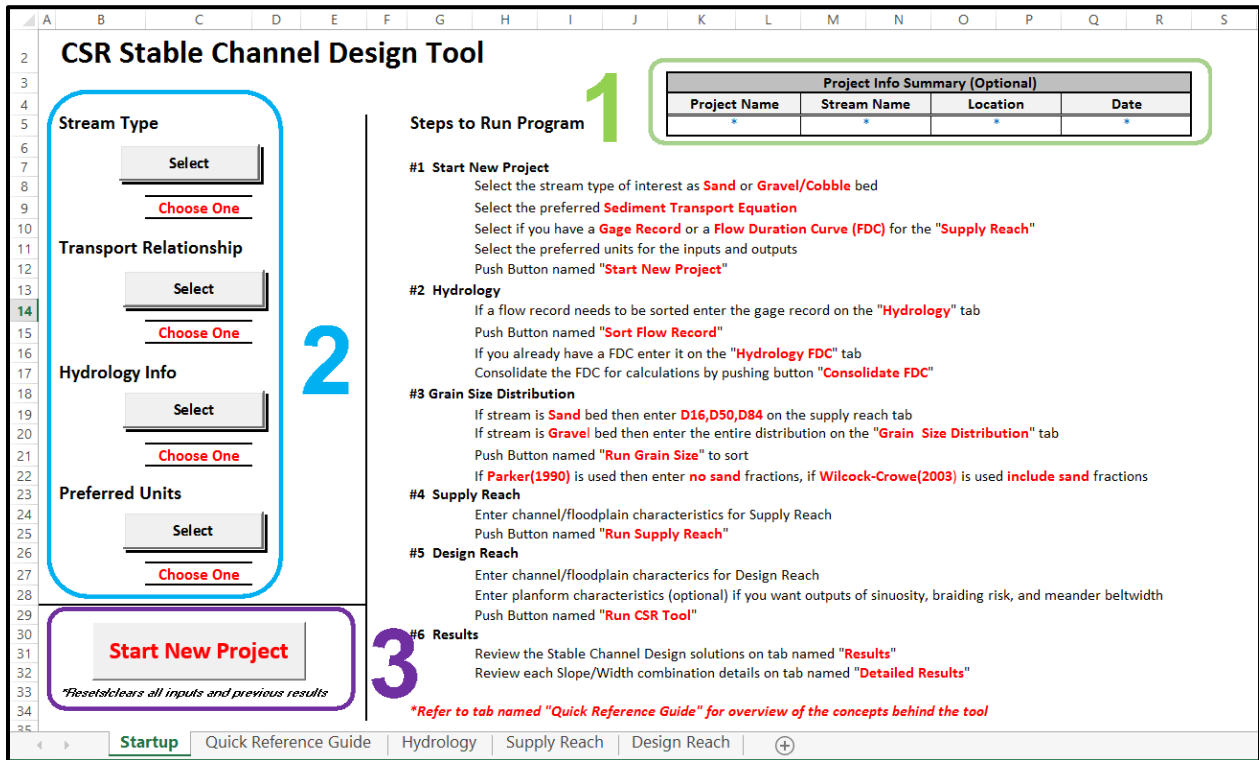 A B C D E F G H I J K L M N O P Q R S
2 CSR Stable Channel Design Tool
1
3 Project Info Summary (Optional)
4 Project Name Stream Name Location Date
5 Stream Type Steps to Run Program * * * *
6
7 Select #1 Start New Project
8 Select the stream type of interest as Sand or Gravel/Cobble bed
9 Choose One Select the preferred Sediment Transport Equation
10 Select if you have a Gage Record or a Flow Duration Curve (FDC) for the "Supply Reach"
11 Transport Relationship Select the preferred units for the inputs and outputs
12 Push Button named "Start New Project"
13 Select #2 Hydrology
14 If a flow record needs to be sorted enter the gage record on the "Hydrology" tab
15 Choose One Push Button named "Sort Flow Record"
2
16 If you already have a FDC enter it on the "Hydrology FDC" tab
17 Hydrology Info Consolidate the FDC for calculations by pushing button "Consolidate FDC"
18 #3 Grain Size Distribution
19 Select If stream is Sand bed then enter D16,D50,D84 on the supply reach tab
20 If stream is Gravel bed then enter the entire distribution on the "Grain Size Distribution" tab
21 Choose One Push Button named "Run Grain Size" to sort
22 If Parker(1990) is used then enter no sand fractions, if Wilcock-Crowe(2003) is used include sand fractions
23 Preferred Units #4 Supply Reach
24 Enter channel/floodplain characteristics for Supply Reach
25 Select Push Button named "Run Supply Reach"
26 #5 Design Reach
27 Choose One Enter channel/floodplain characterics for Design Reach
28 Enter planform characteristics (optional) if you want outputs of sinuosity, braiding risk, and meander beltwidth
29 Push Button named "Run CSR Tool"
30 #6 Results
31 Start New Project Review the Stable Channel Design solutions on tab named "Results"
3
32 Review each Slope/Width combination details on tab named "Detailed Results"
33 *Resets/clears all inputs and previous results
34 *Refer to tab named "Quick Reference Guide" for overview of the concepts behind the tool
35
Startup Quick Reference Guide Hydrology Supply Reach Design Reach